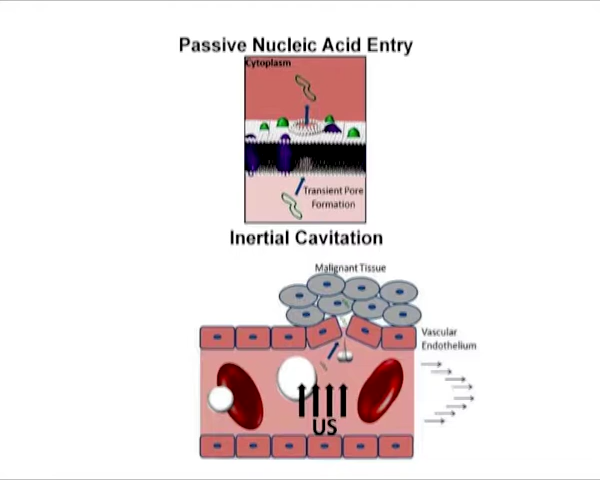 Passive Nucleic Acid Entry
Cytoplasm
Transient Pore
Formation
Inertial Cavitation
Malignant Tissue
Vascular
Endothelium
US